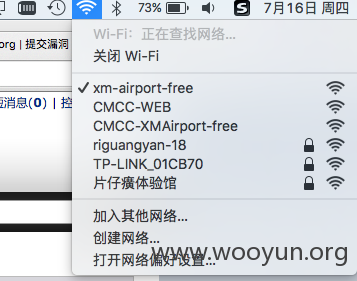 73% 7月16日 周四
org | 提交漏洞
短消息(0) | 控
Wi-Fi：正在查找网络...
关闭 Wi-Fi
xm-airport-free
CMCC-WEB
CMCC-XMAirport-free
riguangyan-18
TP-LINK_01CB70
片仔癀体验馆
加入其他网络...
创建网络...
打开网络偏好设置...
www.wooyun.org